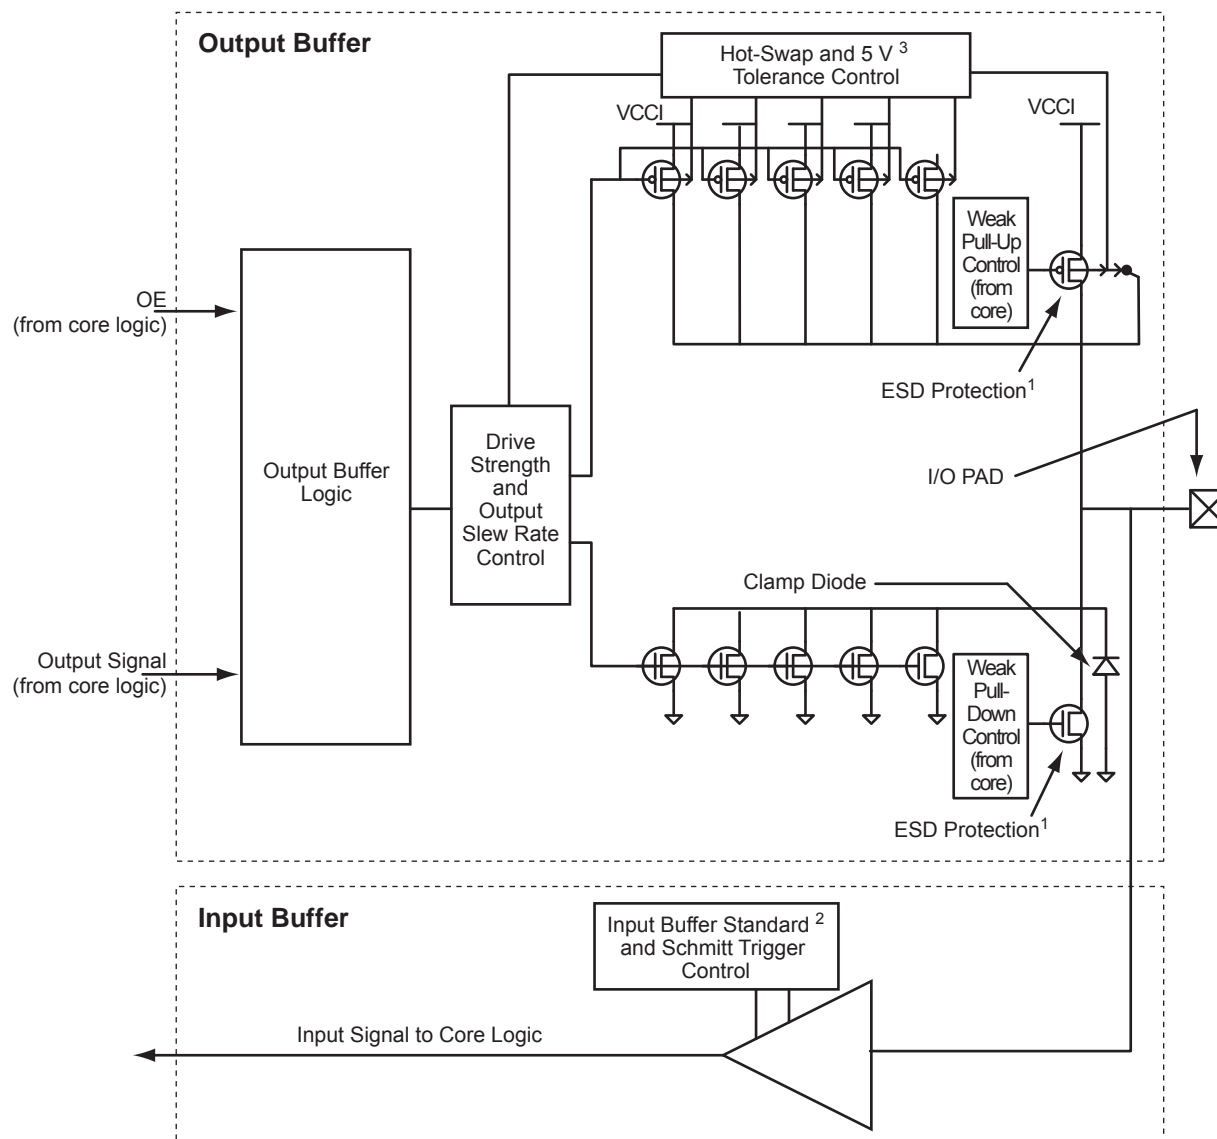 Output Buffer
Hot-Swap and 5 V 3
Tolerance Control
VCCI
VCCI
Weak
Pull-Up
Control
(from
core)
OE
(from core logic)
ESD Protection1
Drive
Strength
and
Output
Slew Rate
Control
Output Buffer
Logic
I/O PAD
Clamp Diode
Output Signal
(from core logic)
Weak
Pull-
Down
Control
(from
core)
ESD Protection1
Input Buffer
Input Buffer Standard 2
and Schmitt Trigger
Control
Input Signal to Core Logic